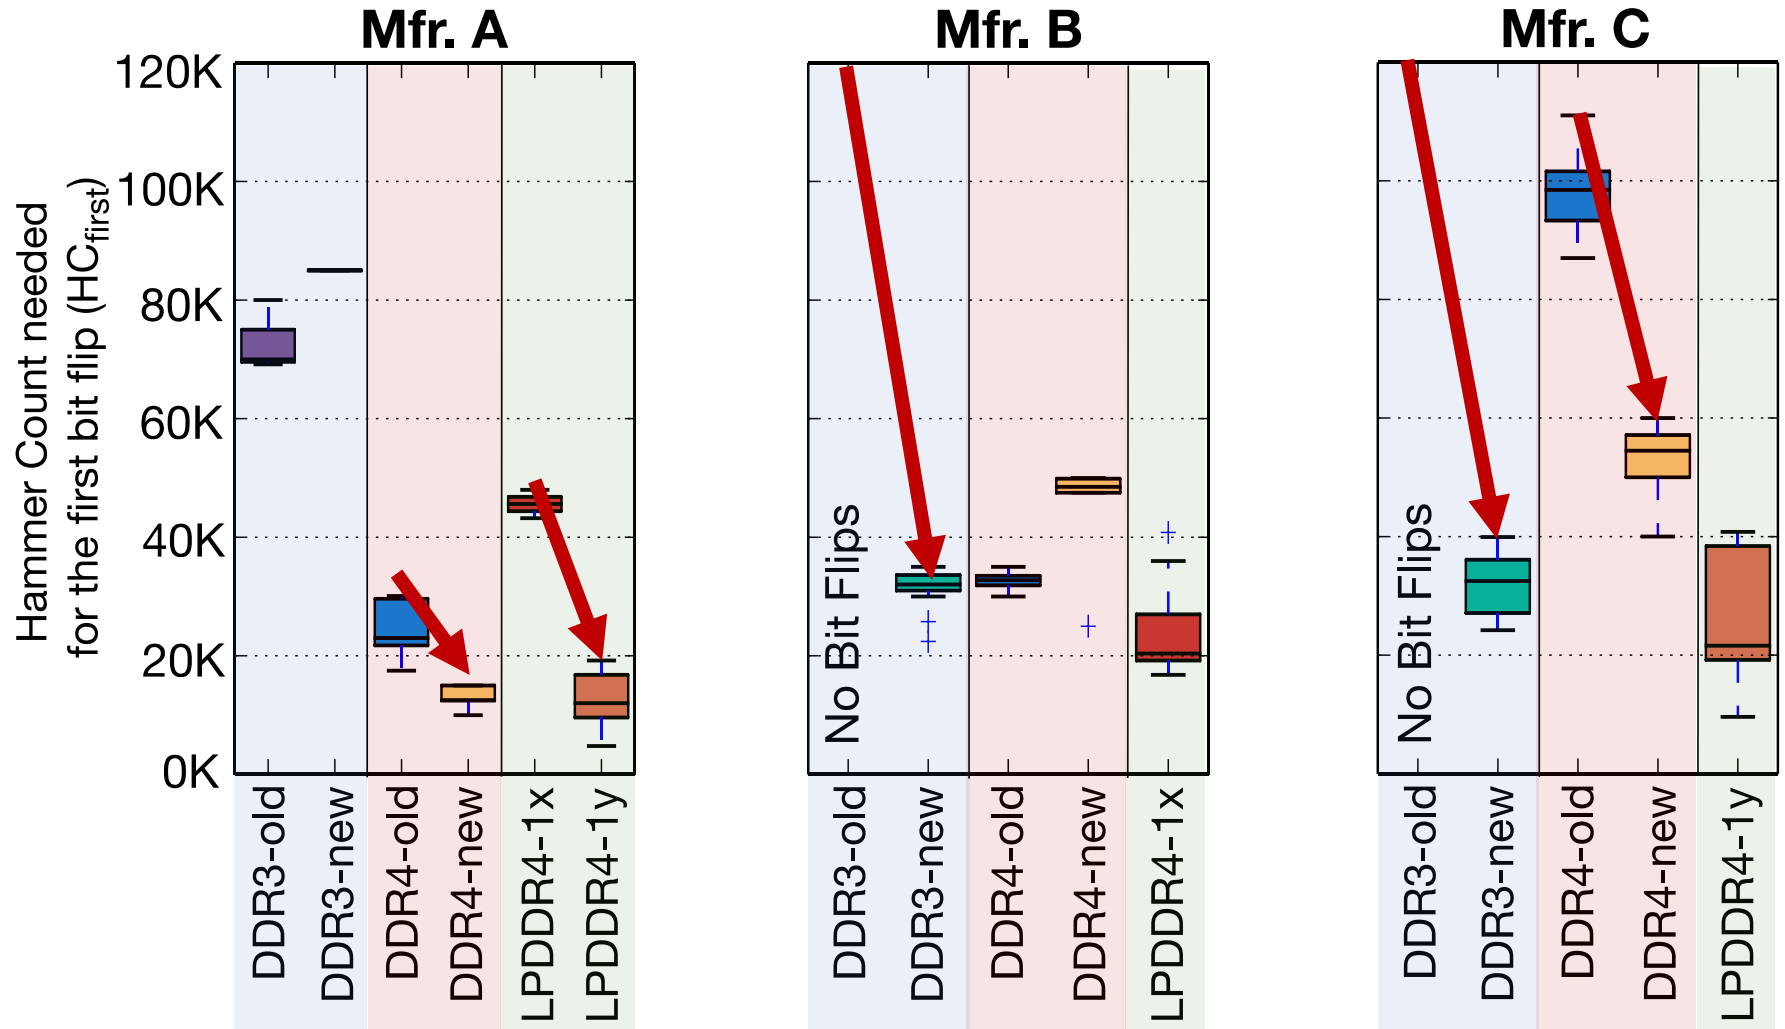 Mfr. A
Mfr. B
Mfr. C
Hammer Count needed
for the first bit flip (HCfirst)
120K
100K
80K
60K
40K
20K
0K
No Bit Flips
No Bit Flips
DDR3-old
DDR3-new
DDR4-old
DDR4-new
LPDDR4-1x
LPDDR4-1y
DDR3-old
DDR3-new
DDR4-old
DDR4-new
LPDDR4-1x
DDR3-old
DDR3-new
DDR4-old
DDR4-new
LPDDR4-1y